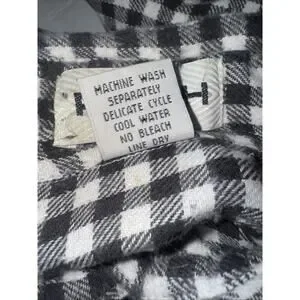 MACHINE WASH
SEPARATELY
DELICATE CYCLE
COOL WATER
NO BLEACH
LINE DRY
H